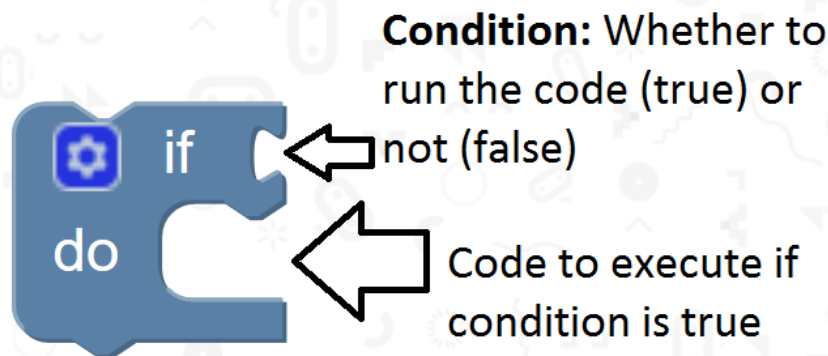 Condition: Whether to
run the code (true) or
not (false)
if
do
Code to execute if
condition is true